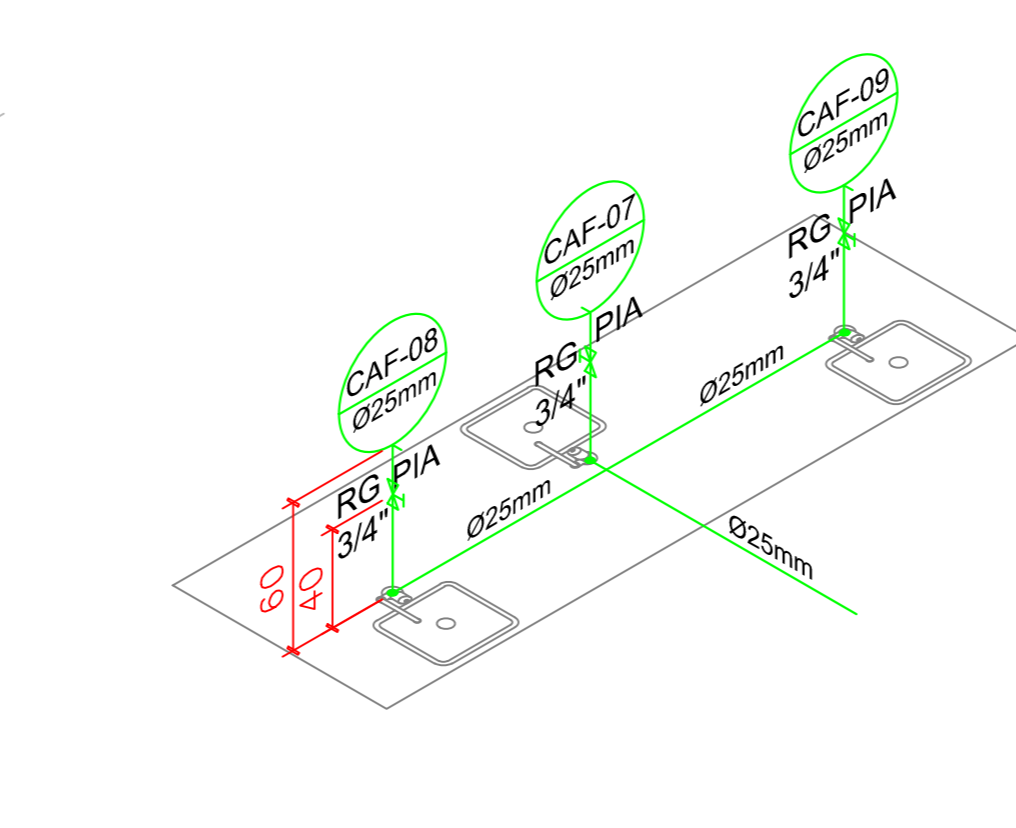 CAF-09
Ø25mm
PIA
RG
3/4"
CAF-07
Ø25mm
PIA
RG
3/4"
CAF-08
Ø25mm
PIA
RG
3/4"
Ø25mm
Ø25mm
Ø25mm
60
40